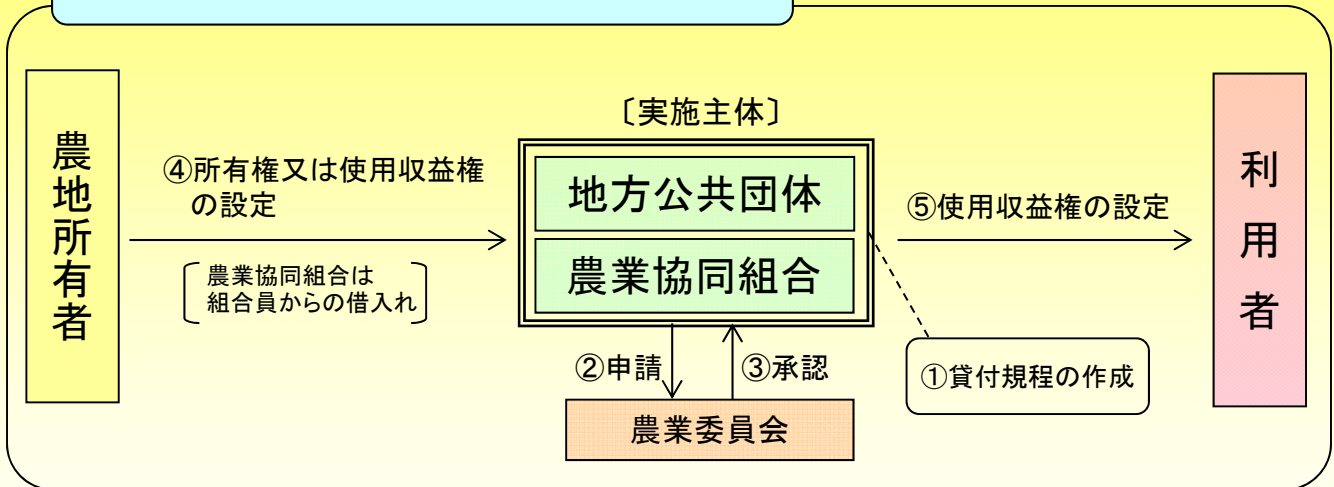 農地所有者
④所有権又は使用収益権
の設定
農業協同組合は
組合員からの借入れ
〔実施主体〕
地方公共団体
農業協同組合
②申請
③承認
農業委員会
⑤使用収益権の設定
①貸付規程の作成
利用者